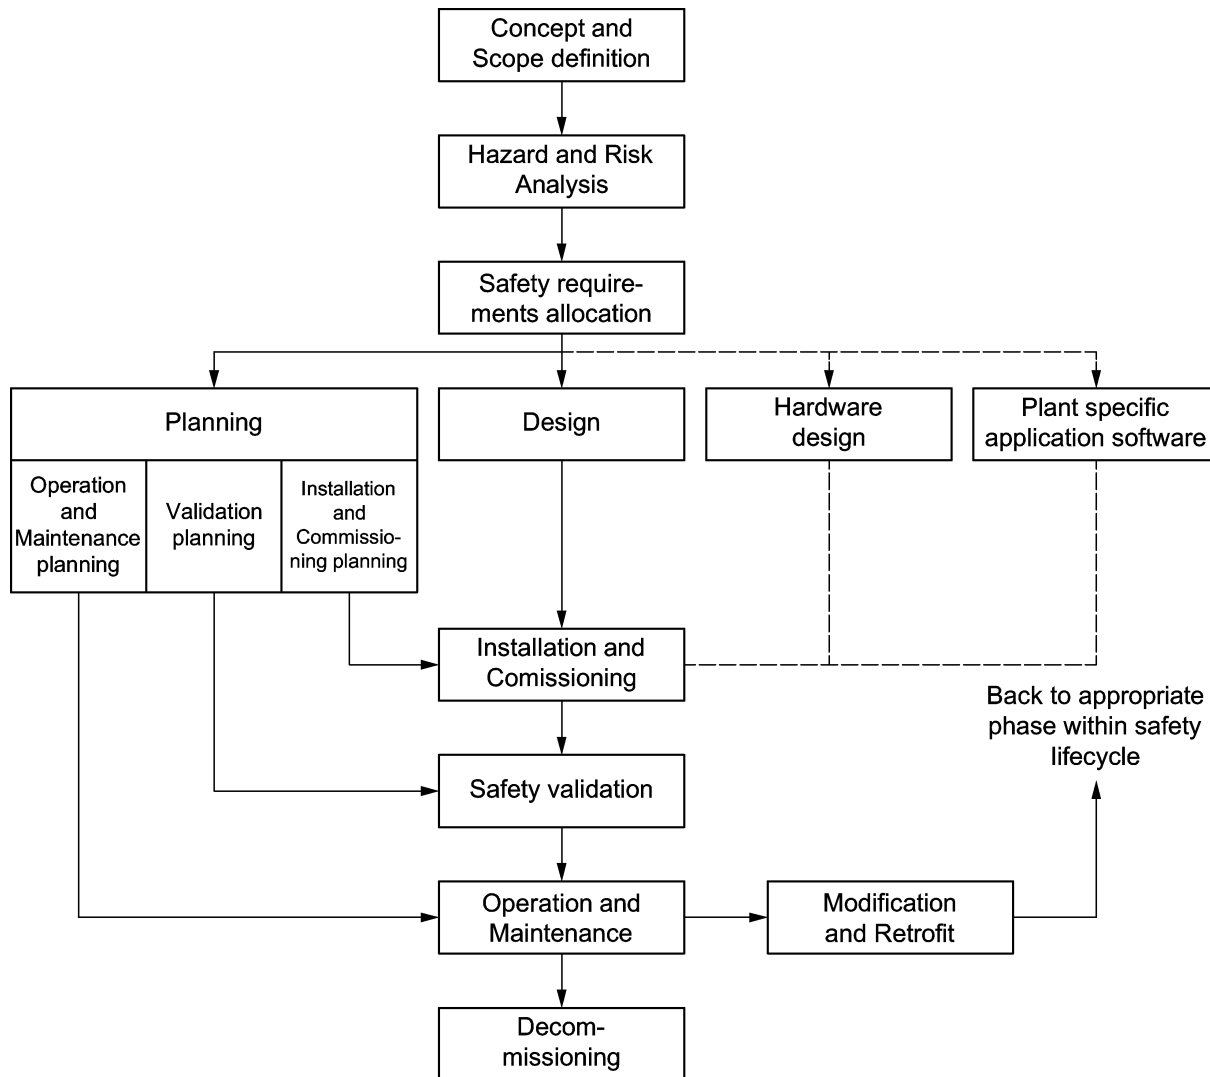 Concept and
Scope definition
Hazard and Risk
Analysis
Safety require-
ments allocation
Planning
Design
Hardware
design
Plant specific
application software
Operation
and
Maintenance
planning
Validation
planning
Installation
and
Commissio-
ning planning
Installation and
Comissioning
Back to appropriate
phase within safety
lifecycle
Safety validation
Operation and
Maintenance
Modification
and Retrofit
Decom-
missioning